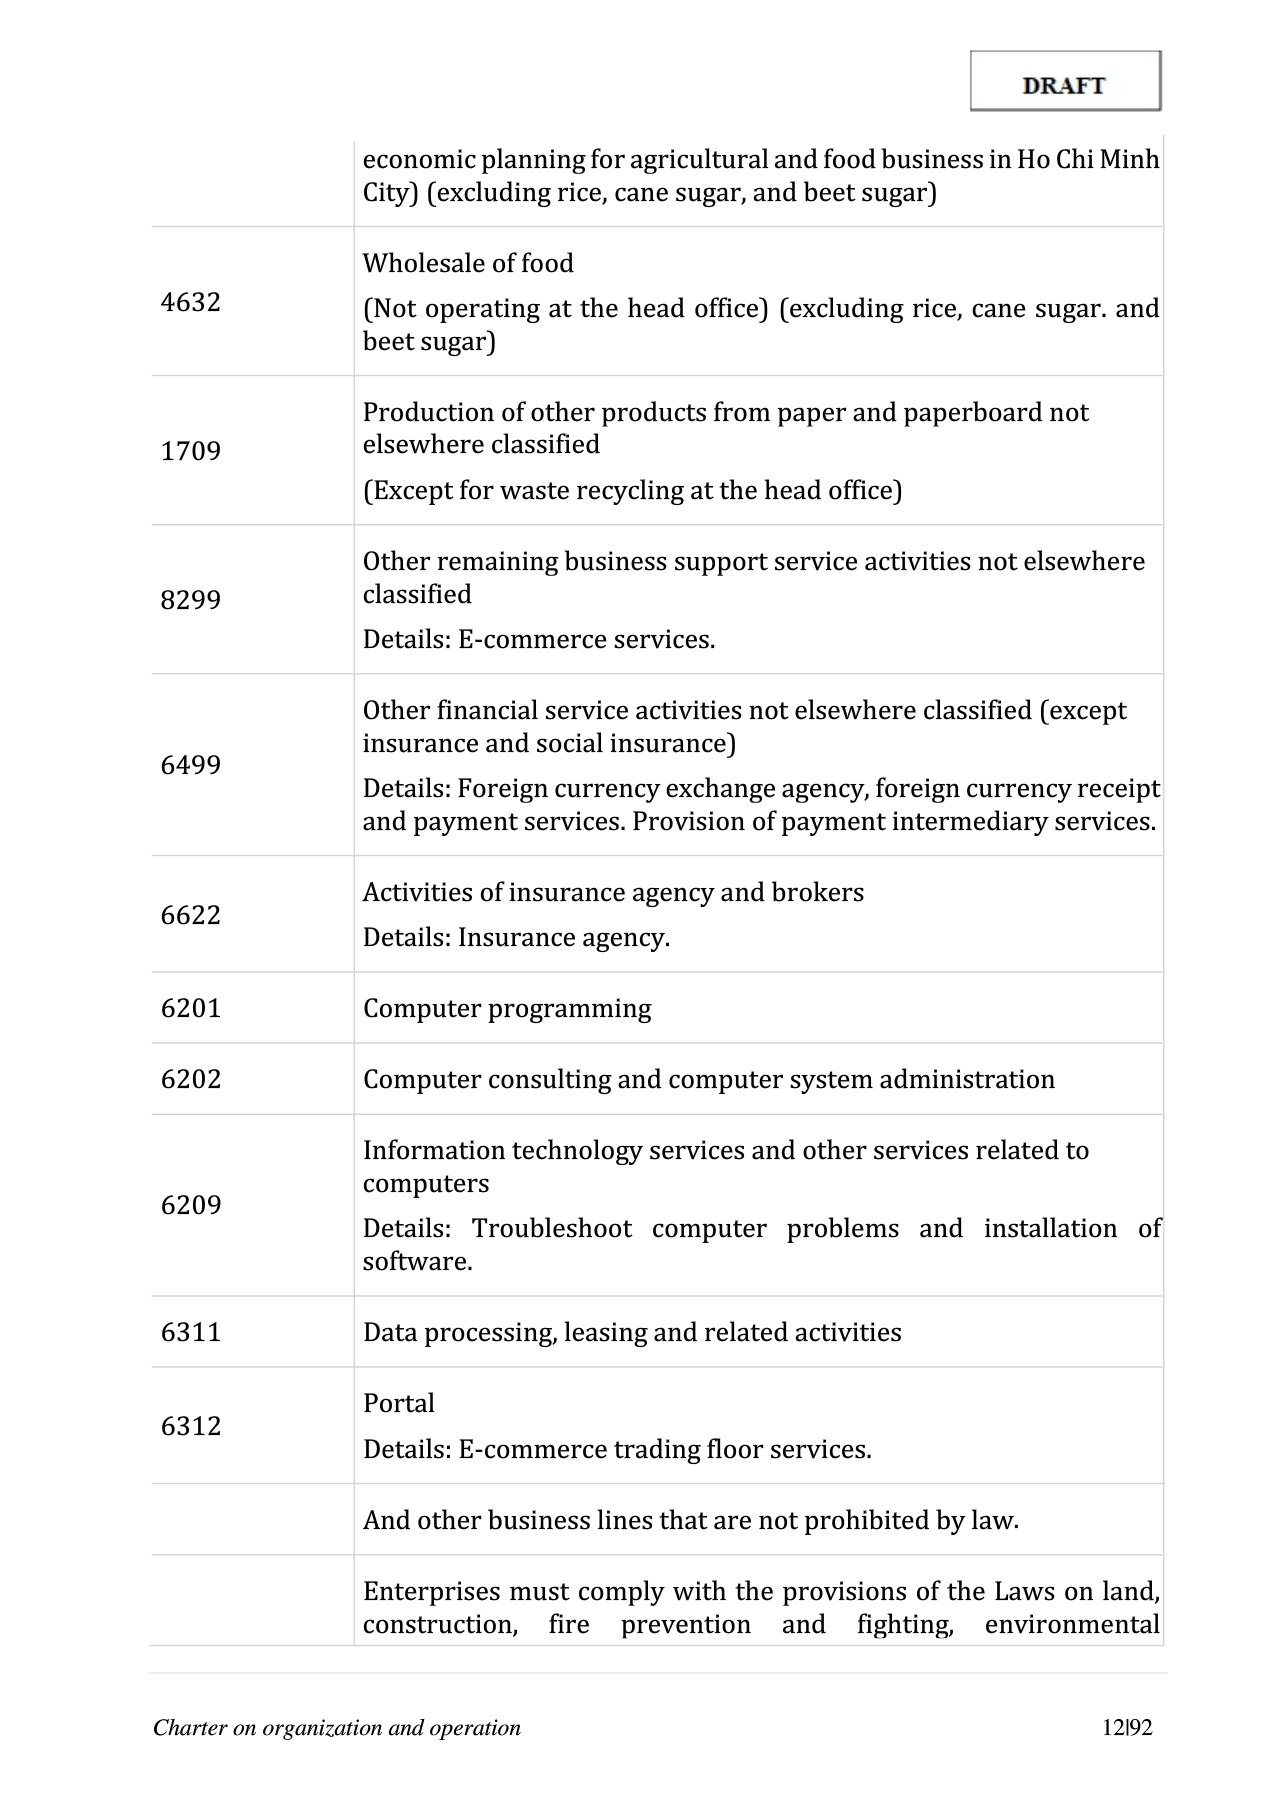 DRAFT
economic planning for agricultural and food business in Ho Chi Minh
City) (excluding rice, cane sugar, and beet sugar)
4632
Wholesale of food
(Not operating at the head office) (excluding rice, cane sugar. and
beet sugar)
1709
Production of other products from paper and paperboard not
elsewhere classified
(Except for waste recycling at the head office)
8299
Other remaining business support service activities not elsewhere
classified
Details: E-commerce services.
6499
Other financial service activities not elsewhere classified (except
insurance and social insurance)
Details: Foreign currency exchange agency, foreign currency receipt
and payment services. Provision of payment intermediary services.
6622
Activities of insurance agency and brokers
Details: Insurance agency.
6201
Computer programming
6202
Computer consulting and computer system administration
6209
Information technology services and other services related to
computers
Details: Troubleshoot computer problems and installation of
software.
6311
Data processing, leasing and related activities
6312
Portal
Details: E-commerce trading floor services.
And other business lines that are not prohibited by law.
Enterprises must comply with the provisions of the Laws on land,
construction, fire prevention and fighting, environmental
Charter on organization and operation
12|92